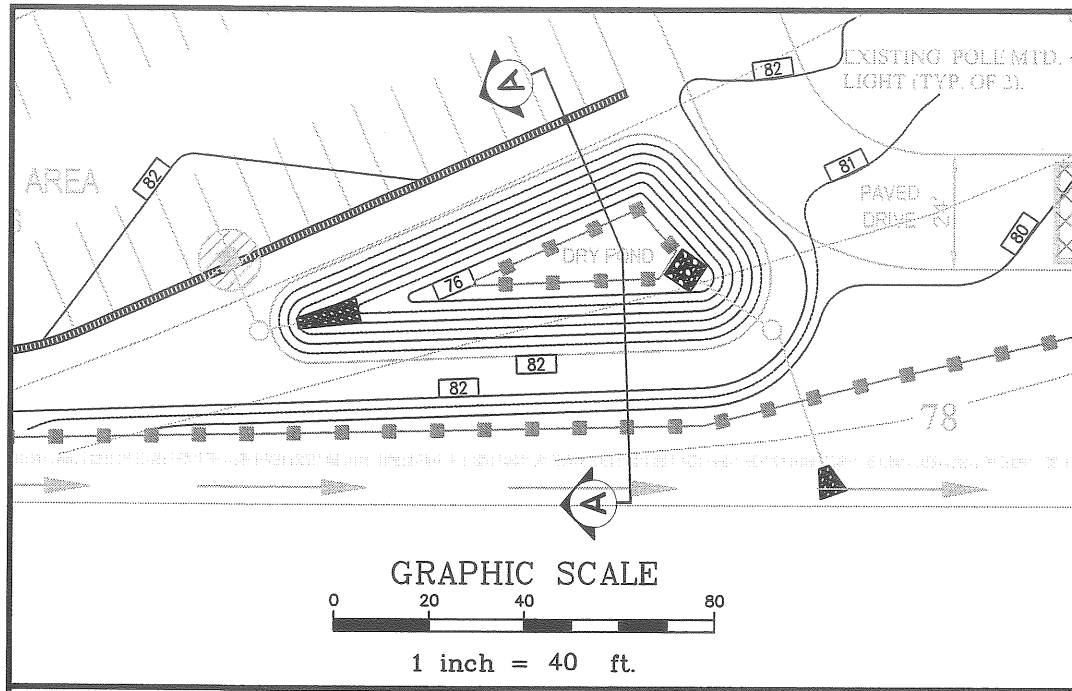 82
EXISTING POLE MTD.
LIGHT (TYP. OF 2).
A
82
81
AREA
PAVED
DRIVE
24'
80
DRY POND
76
82
82
78
A
GRAPHIC SCALE
0 20 40 80
1 inch = 40 ft.